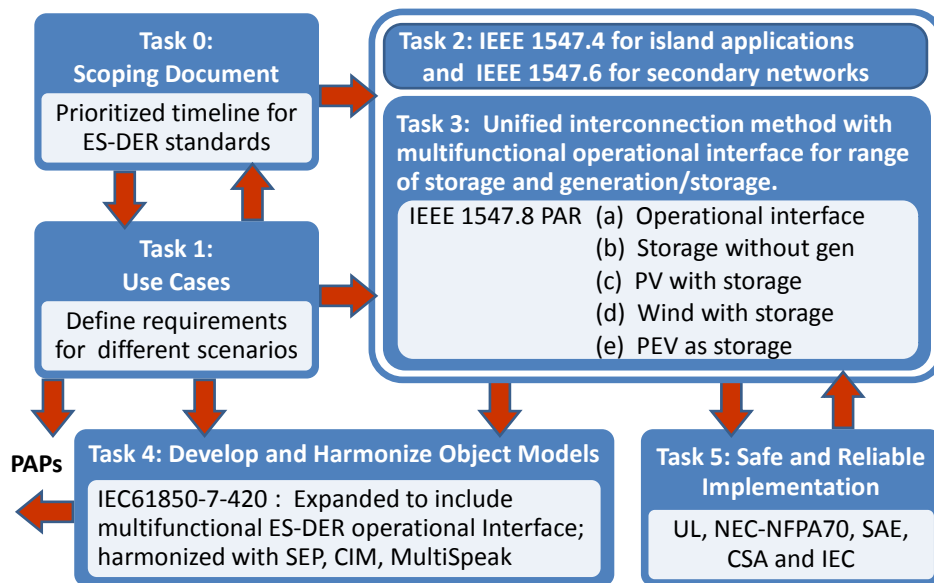 Task 0:
Scoping Document
Prioritized timeline for
ES-DER standards
Task 1:
Use Cases
Define requirements
for different scenarios
Task 2: IEEE 1547.4 for island applications
and IEEE 1547.6 for secondary networks
Task 3: Unified interconnection method with
multifunctional operational interface for range
of storage and generation/storage.
IEEE 1547.8 PAR (a) Operational interface
(b) Storage without gen
(c) PV with storage
(d) Wind with storage
(e) PEV as storage
PAPs
Task 4: Develop and Harmonize Object Models
IEC61850-7-420 : Expanded to include
multifunctional ES-DER operational Interface;
harmonized with SEP, CIM, MultiSpeak
Task 5: Safe and Reliable
Implementation
UL, NEC-NFPA70, SAE,
CSA and IEC